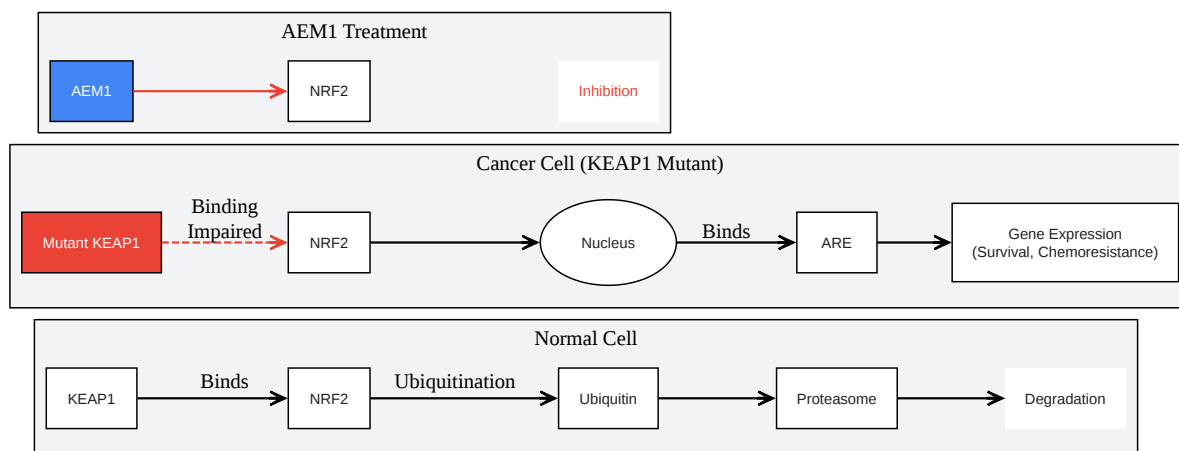 AEM1 Treatment
AEM1
NRF2
Inhibition
Cancer Cell (KEAP1 Mutant)
Mutant KEAP1
Binding
Impaired
NRF2
Nucleus
Binds
ARE
Gene Expression
(Survival, Chemoresistance)
Normal Cell
KEAP1
Binds
NRF2
Ubiquitination
Ubiquitin
Proteasome
Degradation